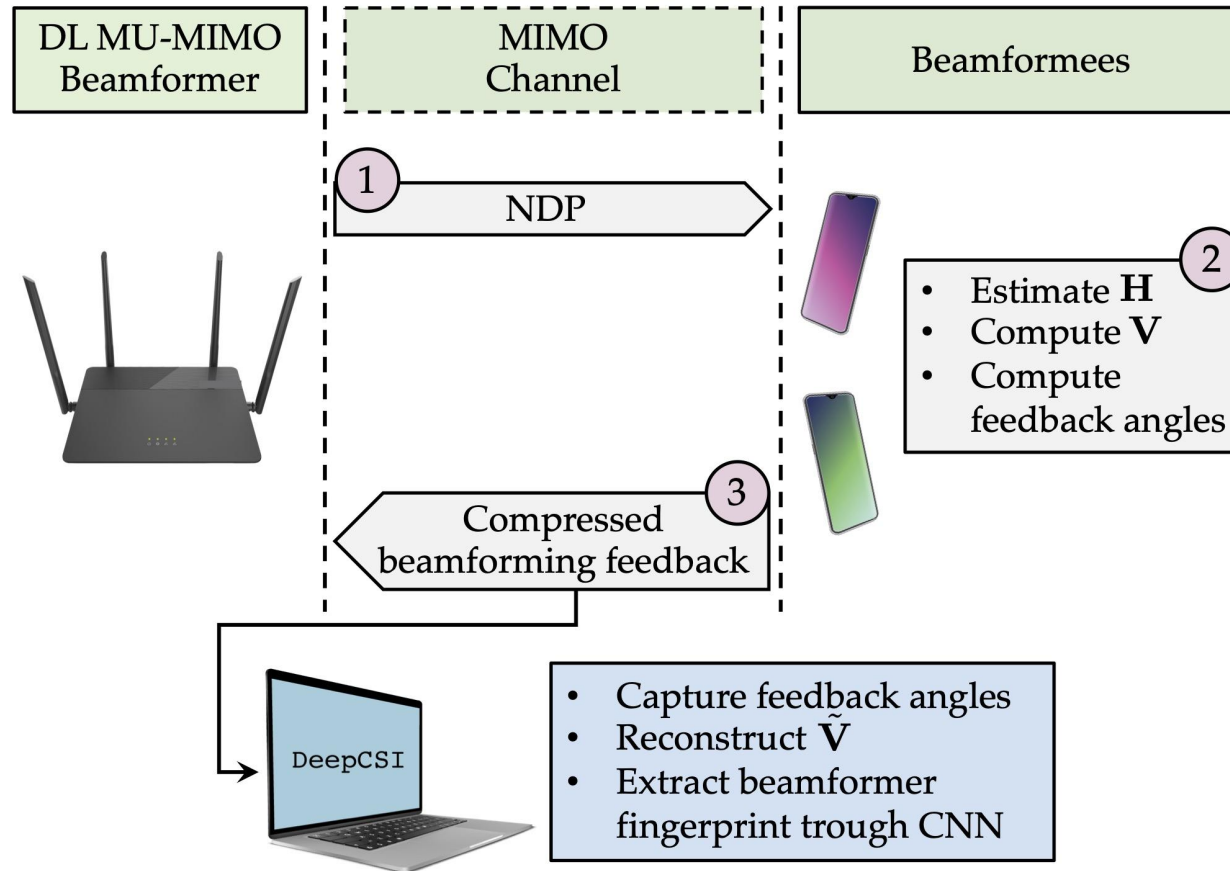 DL MU-MIMO
Beamformer
MIMO
Channel
Beamformees
1
NDP
2
• Estimate H
• Compute V
• Compute
feedback angles
3
Compressed
beamforming feedback
DeepCSI
• Capture feedback angles
• Reconstruct Ṽ
• Extract beamformer
fingerprint trough CNN